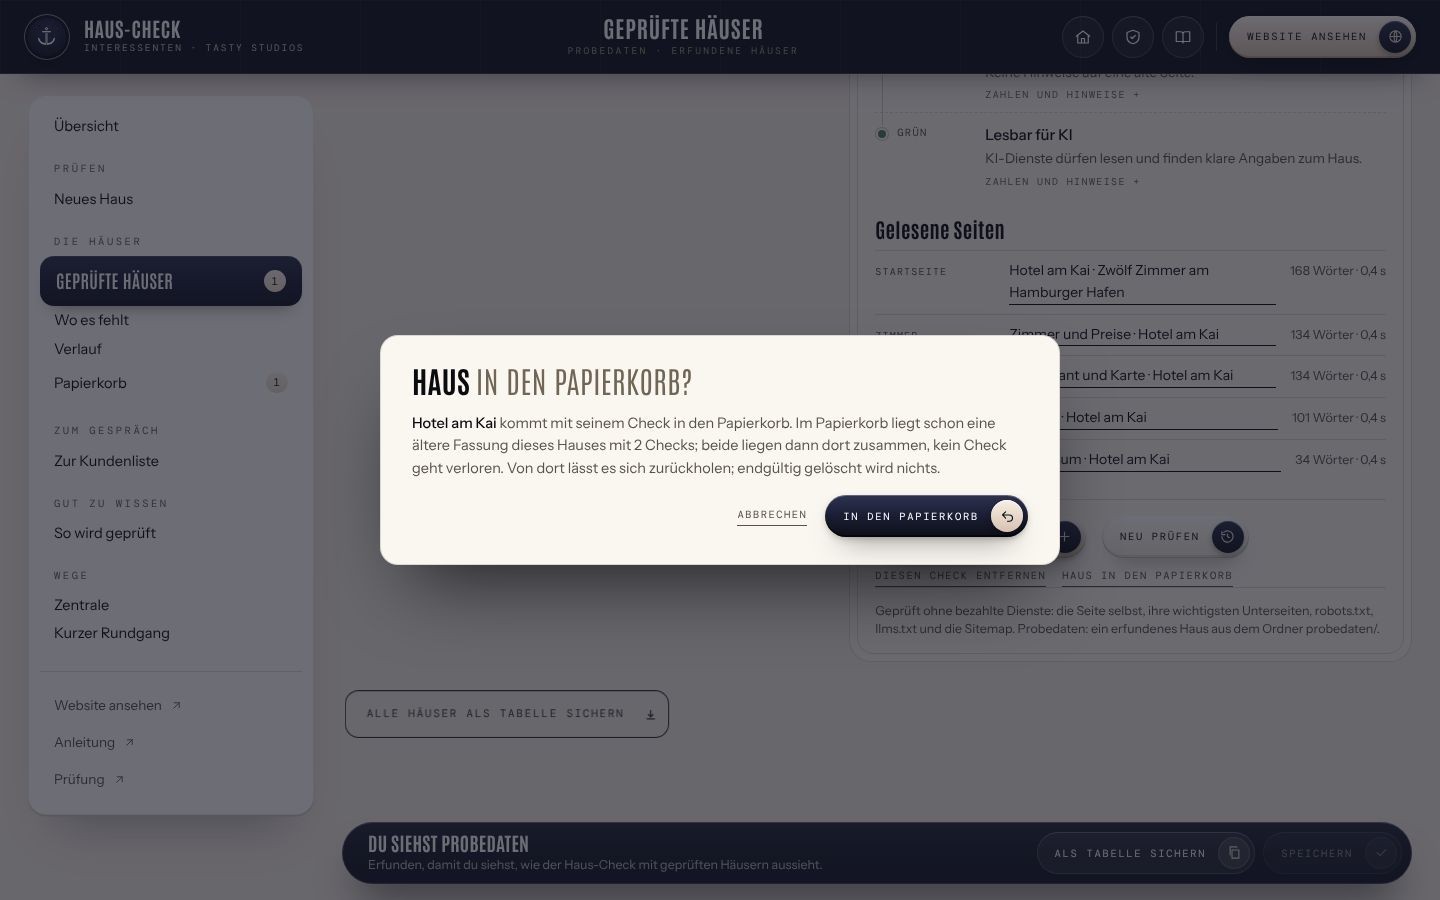 HAUS-CHECK
INTERESSENTEN · TASTY STUDIOS
GEPRÜFTE HÄUSER
PROBEDATEN · ERFUNDENE HÄUSER
WEBSITE ANSEHEN
Übersicht
PRÜFEN
Neues Haus
DIE HÄUSER
GEPRÜFTE HÄUSER 1
Wo es fehlt
Verlauf
Papierkorb 1
ZUM GESPRÄCH
Zur Kundenliste
GUT ZU WISSEN
So wird geprüft
WEGE
Zentrale
Kurzer Rundgang
Website ansehen
Anleitung
Prüfung
Keine Hinweise auf eine alte Seite.
ZAHLEN UND HINWEISE +
GRÜN
Lesbar für KI
KI-Dienste dürfen lesen und finden klare Angaben zum Haus.
ZAHLEN UND HINWEISE +
Gelesene Seiten
STARTSEITE Hotel am Kai · Zwölf Zimmer am 168 Wörter · 0,4 s
Hamburger Hafen
ZIMMER Zimmer und Preise · Hotel am Kai 134 Wörter · 0,4 s
ant und Karte · Hotel am Kai 134 Wörter · 0,4 s
· Hotel am Kai 101 Wörter · 0,4 s
um · Hotel am Kai 34 Wörter · 0,4 s
HAUS IN DEN PAPIERKORB?
Hotel am Kai kommt mit seinem Check in den Papierkorb. Im Papierkorb liegt schon eine
ältere Fassung dieses Hauses mit 2 Checks; beide liegen dann dort zusammen, kein Check
geht verloren. Von dort lässt es sich zurückholen; endgültig gelöscht wird nichts.
ABBRECHEN
IN DEN PAPIERKORB
NEU PRÜFEN
DIESEN CHECK ENTFERNEN HAUS IN DEN PAPIERKORB
Geprüft ohne bezahlte Dienste: die Seite selbst, ihre wichtigsten Unterseiten, robots.txt,
llms.txt und die Sitemap. Probedaten: ein erfundenes Haus aus dem Ordner probedaten/.
ALLE HÄUSER ALS TABELLE SICHERN
DU SIEHST PROBEDATEN
Erfunden, damit du siehst, wie der Haus-Check mit geprüften Häusern aussieht.
ALS TABELLE SICHERN
SPEICHERN